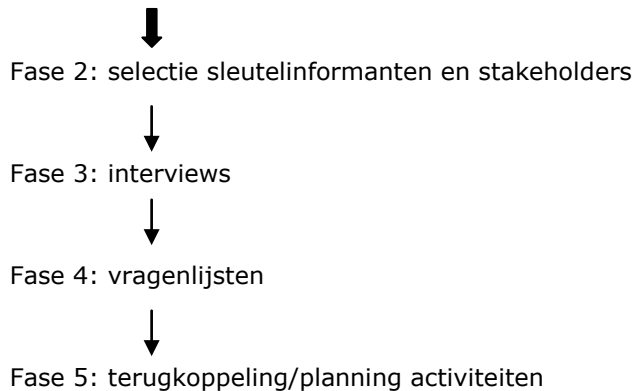 Fase 2: selectie sleutelinformanten en stakeholders
Fase 3: interviews
Fase 4: vragenlijsten
Fase 5: terugkoppeling/planning activiteiten